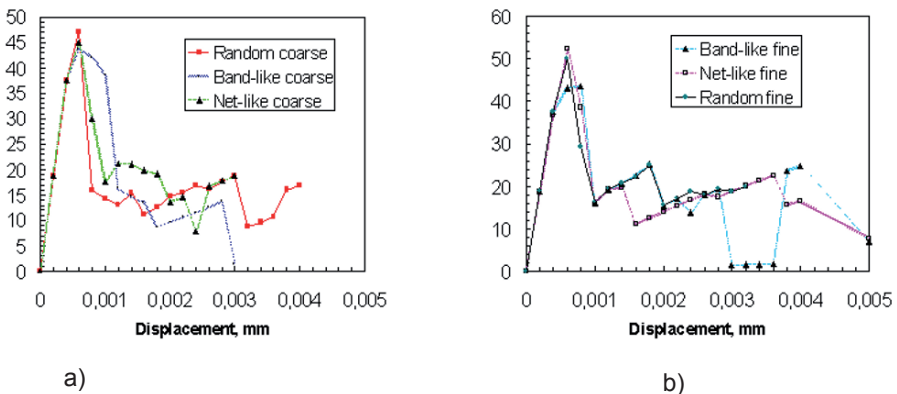 50
45
40
35
30
25
20
15
10
5
0
0 0,001 0,002 0,003 0,004 0,005
Displacement, mm
Random coarse
Band-like coarse
Net-like coarse
a)
60
50
40
30
20
10
0
0 0,001 0,002 0,003 0,004 0,005
Displacement, mm
Band-like fine
Net-like fine
Random fine
b)